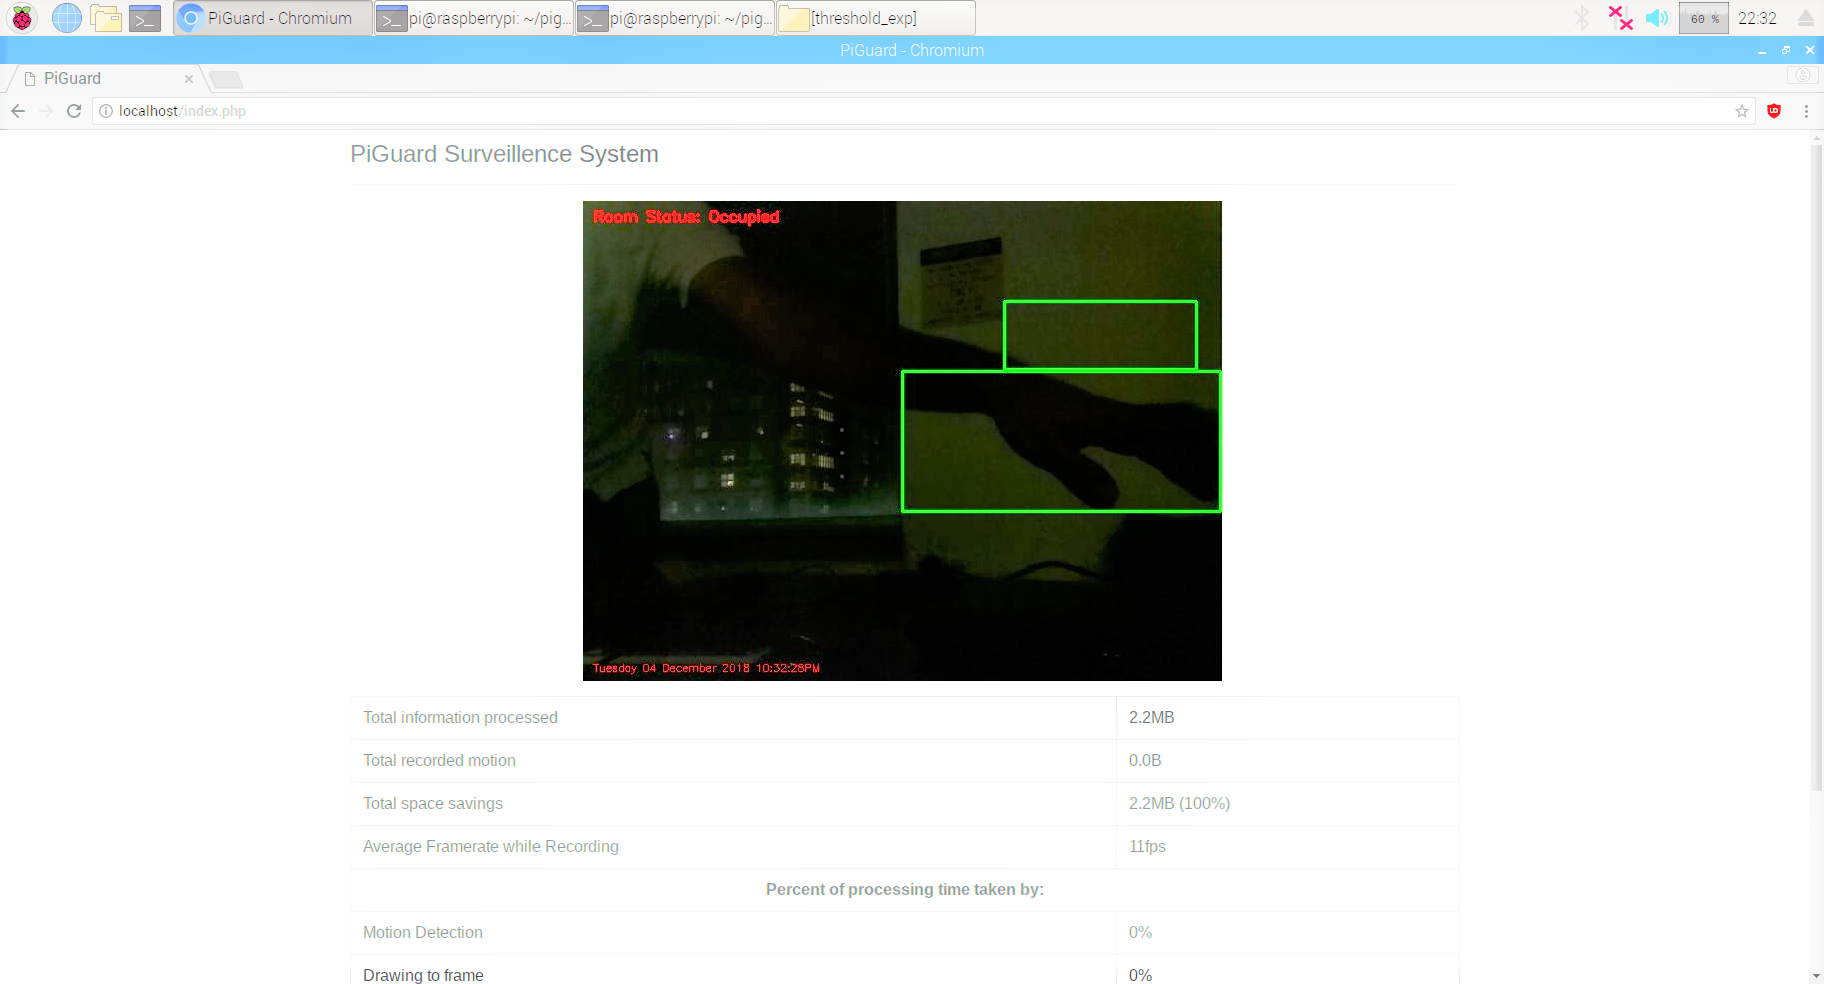 PiGuard - Chromium
pi@raspberrypi: ~/pig...
pi@raspberrypi: ~/pig...
[threshold_exp]
60 %
22:32
PiGuard - Chromium
PiGuard
localhost/index.php
PiGuard Surveillence System
Room Status: Occupied
Tuesday 04 December 2018 10:32:28PM
Total information processed 2.2MB
Total recorded motion 0.0B
Total space savings 2.2MB (100%)
Average Framerate while Recording 11fps
Percent of processing time taken by:
Motion Detection 0%
Drawing to frame 0%